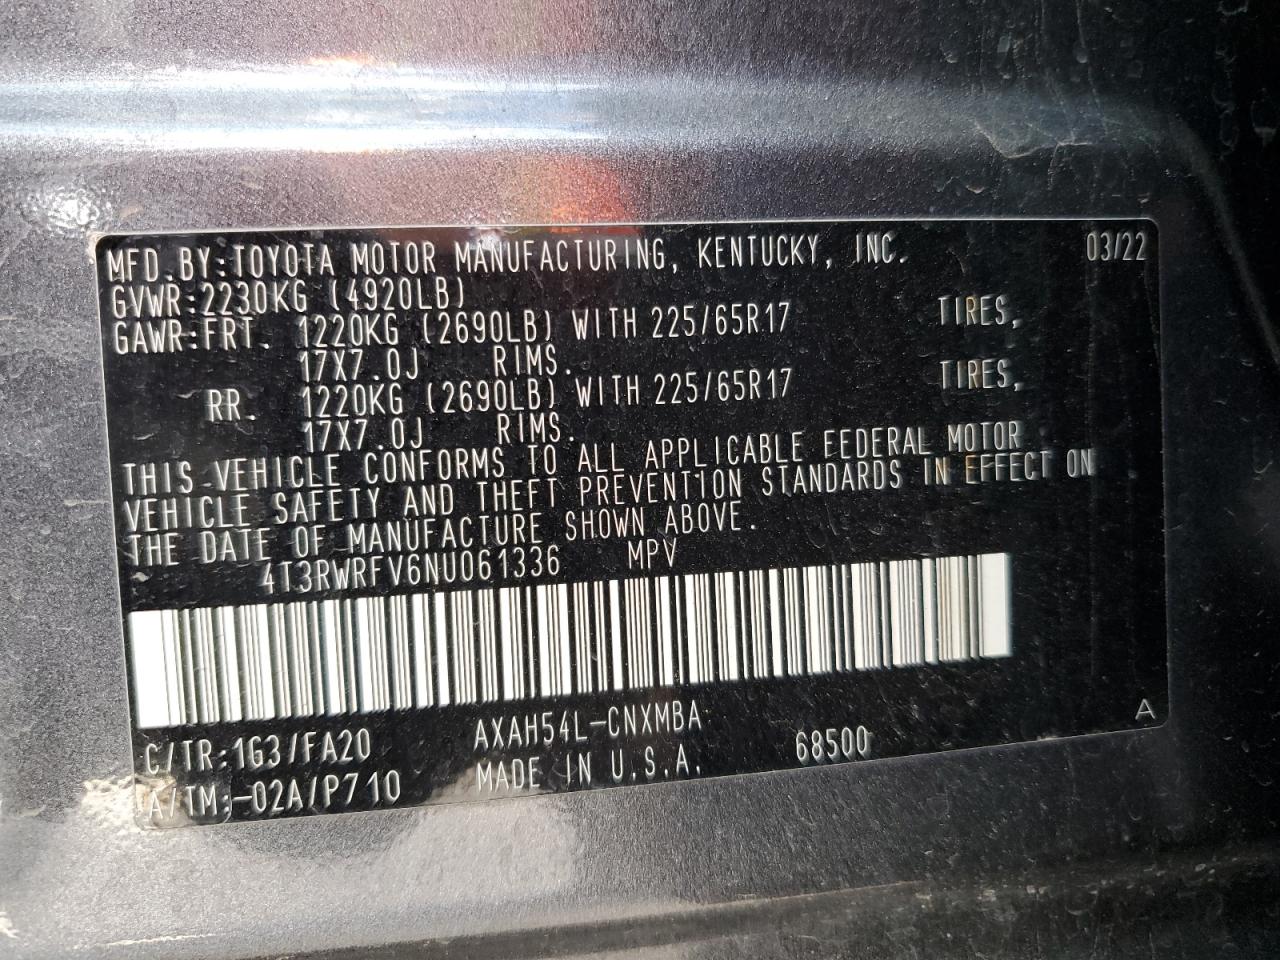 MFD.BY:TOYOTA MOTOR MANUFACTURING, KENTUCKY, INC. 03/22
GVWR:2230KG (4920LB)
GAWR:FRT. 1220KG (2690LB) WITH 225/65R17 TIRES,
17X7.0J RIMS.
RR. 1220KG (2690LB) WITH 225/65R17 TIRES,
17X7.0J RIMS.
THIS VEHICLE CONFORMS TO ALL APPLICABLE FEDERAL MOTOR
VEHICLE SAFETY AND THEFT PREVENTION STANDARDS IN EFFECT ON
THE DATE OF MANUFACTURE SHOWN ABOVE.
4T3RWRFV6NU061336 MPV
C/TR:1G3/FA20 AXAH54L-CNXMBA 68500 A
A/TM:-02A/P710 MADE IN U.S.A.